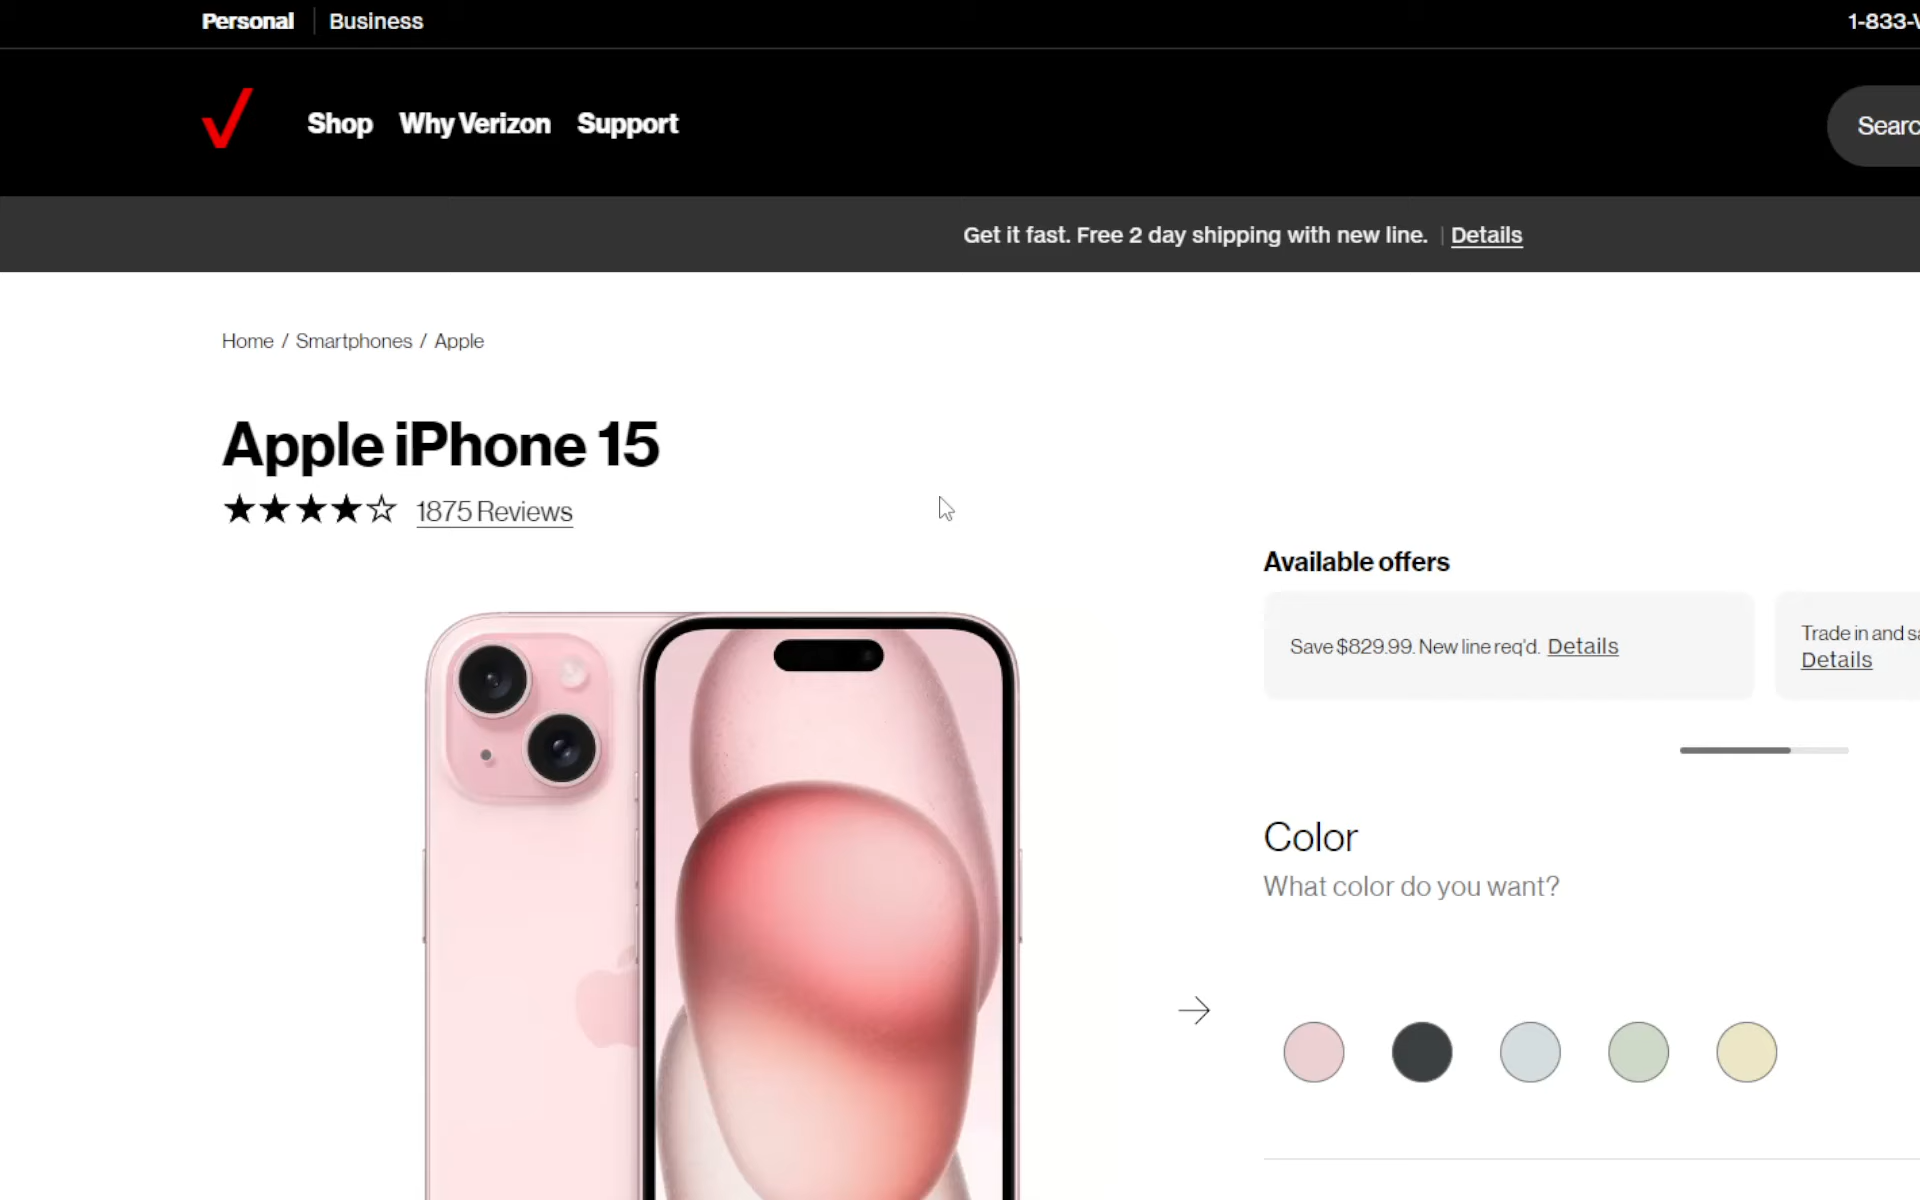 Personal
Business
1-833-V
Shop
Why Verizon
Support
Searc
Get it fast. Free 2 day shipping with new line.
Details
Home / Smartphones / Apple
Apple iPhone 15
1875 Reviews
Available offers
Save $829.99. New line req'd. Details
Trade in and sa
Details
Color
What color do you want?